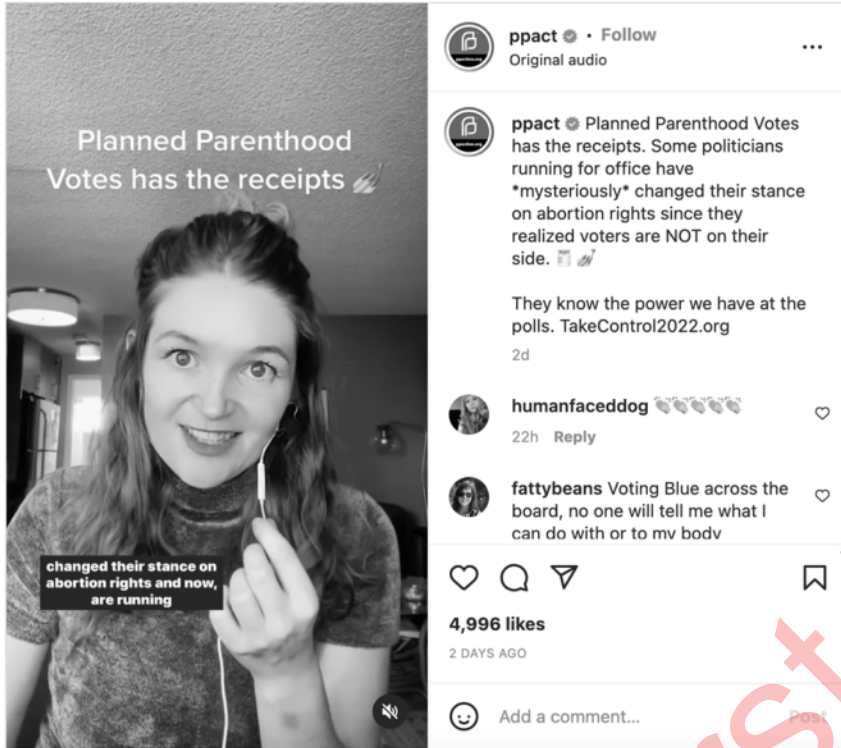 Planned Parenthood
Votes has the receipts 💅
changed their stance on
abortion rights and now,
are running
ppact • Follow
Original audio
ppact Planned Parenthood Votes
has the receipts. Some politicians
running for office have
*mysteriously* changed their stance
on abortion rights since they
realized voters are NOT on their
side. 🧾 💅
They know the power we have at the
polls. TakeControl2022.org
2d
humanfaceddog 👏👏👏👏👏
22h Reply
fattybeans Voting Blue across the
board, no one will tell me what I
can do with or to my body
4,996 likes
2 DAYS AGO
Add a comment...
Post